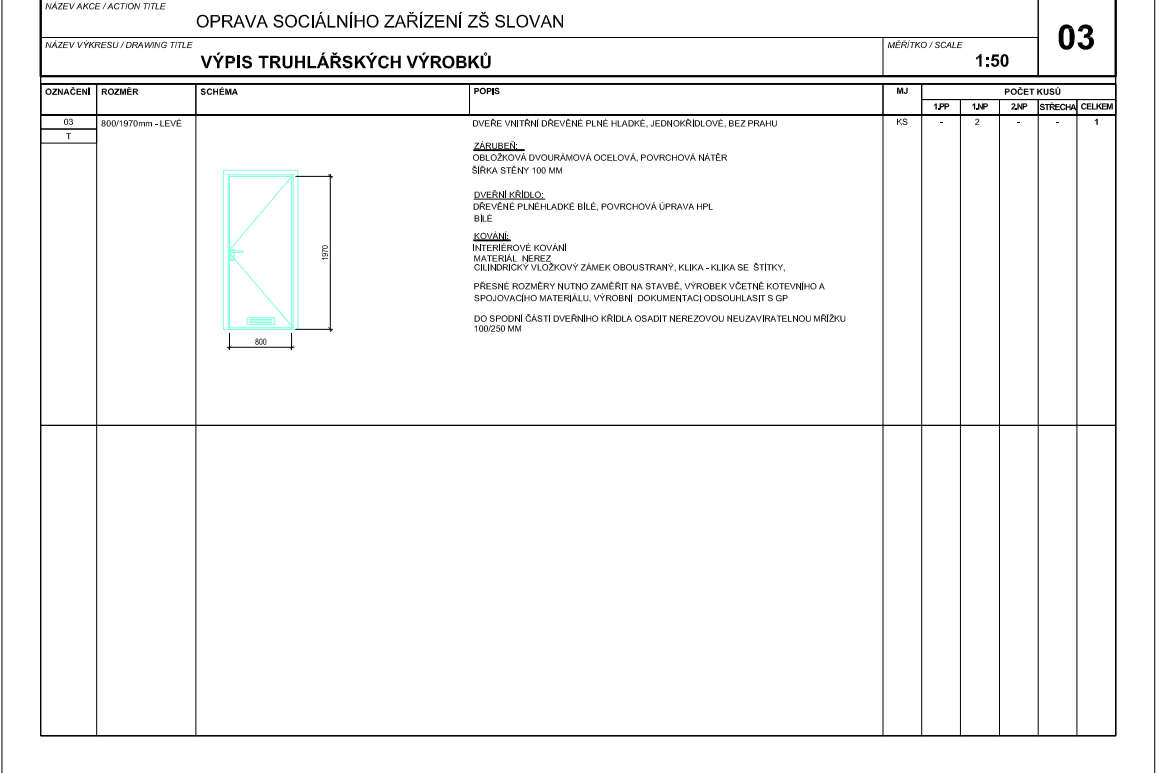 NÁZEV AKCE / ACTION TITLE
OPRAVA SOCIÁLNÍHO ZAŘÍZENÍ ZŠ SLOVAN
03
NÁZEV VÝKRESU / DRAWING TITLE
VÝPIS TRUHLÁŘSKÝCH VÝROBKŮ
MĚŘÍTKO / SCALE
1:50
OZNAČENÍ ROZMĚR SCHÉMA POPIS MJ POČET KUSŮ
1.PP 1.NP 2.NP STŘECHA CELKEM
03 800/1970mm - LEVÉ DVEŘE VNITŘNÍ DŘEVĚNÉ PLNÉ HLADKÉ, JEDNOKŘÍDLOVÉ, BEZ PRAHU KS - 2 - - 1
T
ZÁRUBEŇ:
OBLOŽKOVÁ DVOURÁMOVÁ OCELOVÁ, POVRCHOVÁ NÁTĚR
ŠÍŘKA STĚNY 100 MM
DVEŘNÍ KŘÍDLO:
DŘEVĚNÉ PLNÉHLADKÉ BÍLÉ, POVRCHOVÁ ÚPRAVA HPL
BÍLÉ
KOVÁNÍ:
INTERIÉROVÉ KOVÁNÍ
MATERIÁL NEREZ
CILINDRICKÝ VLOŽKOVÝ ZÁMEK OBOUSTRANÝ, KLIKA - KLIKA SE ŠTÍTKY,
PŘESNÉ ROZMĚRY NUTNO ZAMĚŘIT NA STAVBĚ, VÝROBEK VČETNĚ KOTEVNÍHO A
SPOJOVACÍHO MATERIÁLU, VÝROBNÍ DOKUMENTACI ODSOUHLASIT S GP
DO SPODNÍ ČÁSTI DVEŘNÍHO KŘÍDLA OSADIT NEREZOVOU NEUZAVÍRATELNOU MŘÍŽKU
100/250 MM
1970
800